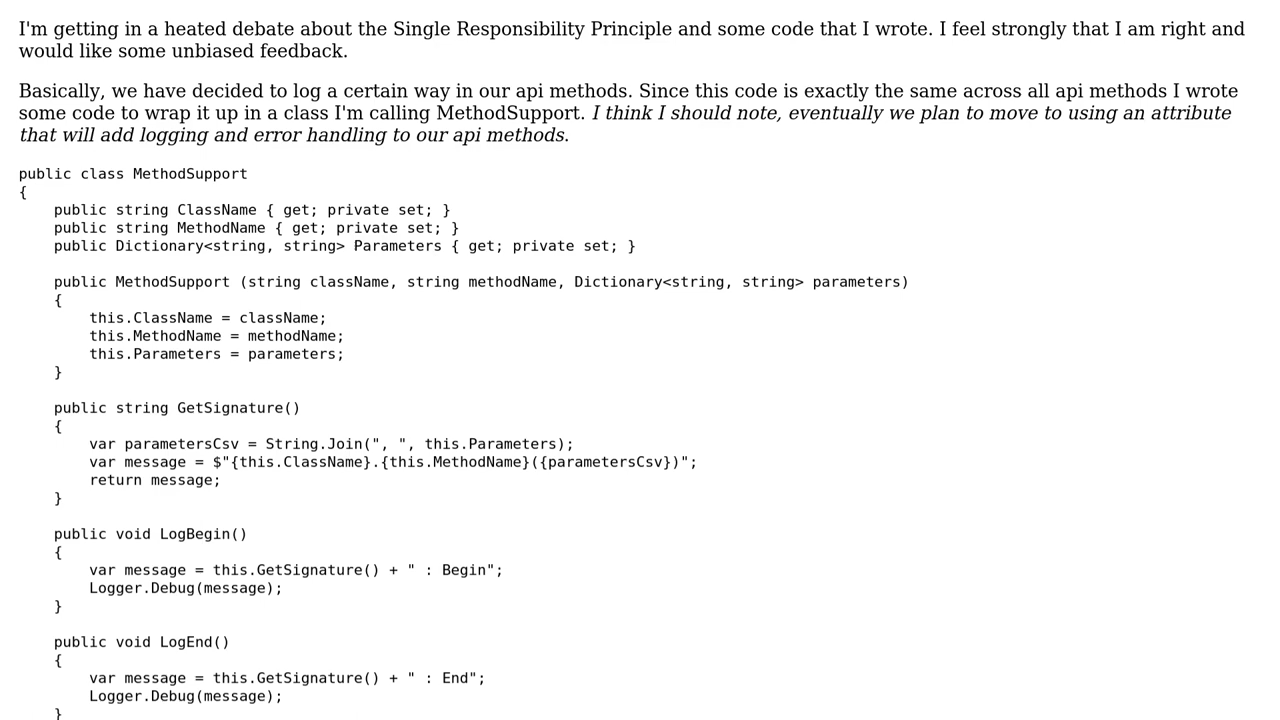 I'm getting in a heated debate about the Single Responsibility Principle and some code that I wrote. I feel strongly that I am right and
would like some unbiased feedback.
Basically, we have decided to log a certain way in our api methods. Since this code is exactly the same across all api methods I wrote
some code to wrap it up in a class I'm calling MethodSupport. I think I should note, eventually we plan to move to using an attribute
that will add logging and error handling to our api methods.
public class MethodSupport
{
    public string ClassName { get; private set; }
    public string MethodName { get; private set; }
    public Dictionary<string, string> Parameters { get; private set; }
    public MethodSupport (string className, string methodName, Dictionary<string, string> parameters)
    {
        this.ClassName = className;
        this.MethodName = methodName;
        this.Parameters = parameters;
    }
    public string GetSignature()
    {
        var parametersCsv = String.Join(", ", this.Parameters);
        var message = $"{this.ClassName}.{this.MethodName}({parametersCsv})";
        return message;
    }
    public void LogBegin()
    {
        var message = this.GetSignature() + " : Begin";
        Logger.Debug(message);
    }
    public void LogEnd()
    {
        var message = this.GetSignature() + " : End";
        Logger.Debug(message);
    }